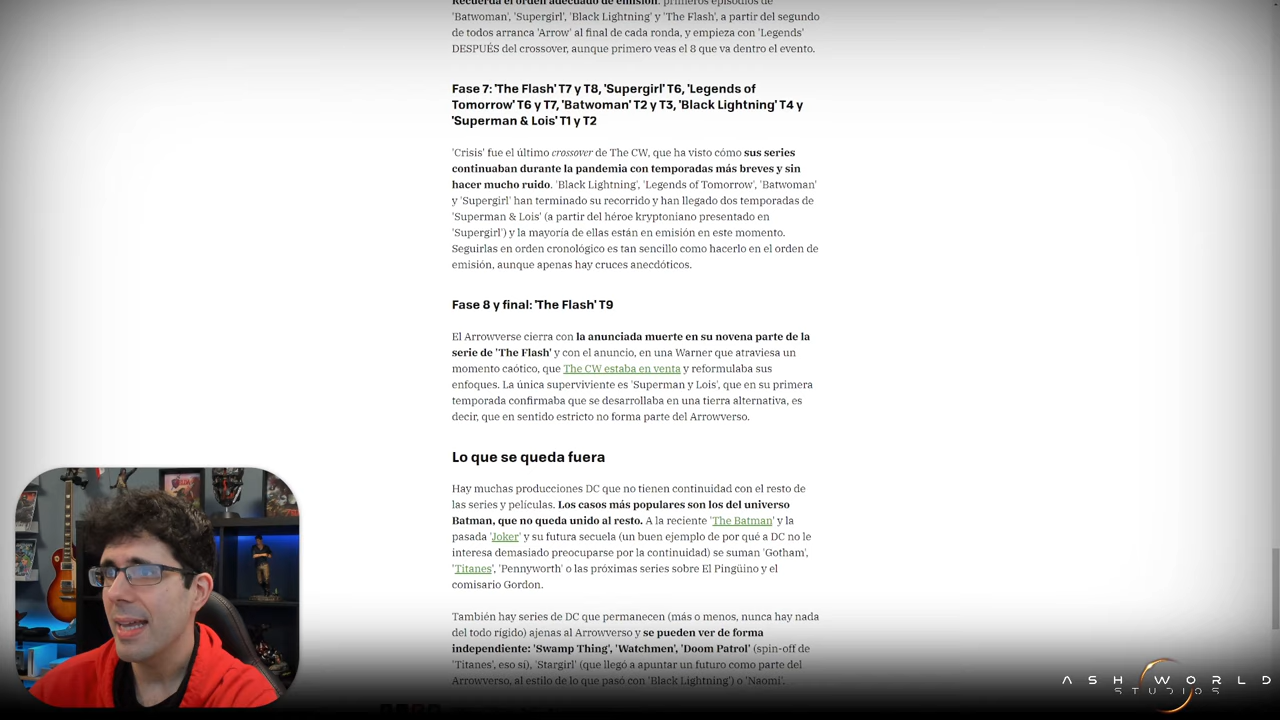 Recuerda el orden adecuado de emisión: primeros episodios de
'Batwoman', 'Supergirl', 'Black Lightning' y 'The Flash', a partir del segundo
de todos arranca 'Arrow' al final de cada ronda, y empieza con 'Legends'
DESPUÉS del crossover, aunque primero veas el 8 que va dentro el evento.
Fase 7: 'The Flash' T7 y T8, 'Supergirl' T6, 'Legends of
Tomorrow' T6 y T7, 'Batwoman' T2 y T3, 'Black Lightning' T4 y
'Superman & Lois' T1 y T2
'Crisis' fue el último crossover de The CW, que ha visto cómo sus series
continuaban durante la pandemia con temporadas más breves y sin
hacer mucho ruido. 'Black Lightning', 'Legends of Tomorrow', 'Batwoman'
y 'Supergirl' han terminado su recorrido y han llegado dos temporadas de
'Superman & Lois' (a partir del héroe kryptoniano presentado en
'Supergirl') y la mayoría de ellas están en emisión en este momento.
Seguirlas en orden cronológico es tan sencillo como hacerlo en el orden de
emisión, aunque apenas hay cruces anecdóticos.
Fase 8 y final: 'The Flash' T9
El Arrowverse cierra con la anunciada muerte en su novena parte de la
serie de 'The Flash' y con el anuncio, en una Warner que atraviesa un
momento caótico, que The CW estaba en venta y reformulaba sus
enfoques. La única superviviente es 'Superman y Lois', que en su primera
temporada confirmaba que se desarrollaba en una tierra alternativa, es
decir, que en sentido estricto no forma parte del Arrowverso.
Lo que se queda fuera
Hay muchas producciones DC que no tienen continuidad con el resto de
las series y películas. Los casos más populares son los del universo
Batman, que no queda unido al resto. A la reciente 'The Batman' y la
pasada 'Joker' y su futura secuela (un buen ejemplo de por qué a DC no le
interesa demasiado preocuparse por la continuidad) se suman 'Gotham',
'Titanes', 'Pennyworth' o las próximas series sobre El Pingüino y el
comisario Gordon.
También hay series de DC que permanecen (más o menos, nunca hay nada
del todo rígido) ajenas al Arrowverso y se pueden ver de forma
independiente: 'Swamp Thing', 'Watchmen', 'Doom Patrol' (spin-off de
'Titanes', eso sí), 'Stargirl' (que llegó a apuntar un futuro como parte del
Arrowverso, al estilo de lo que pasó con 'Black Lightning') o 'Naomi'.
ASH WORLD
STUDIOS